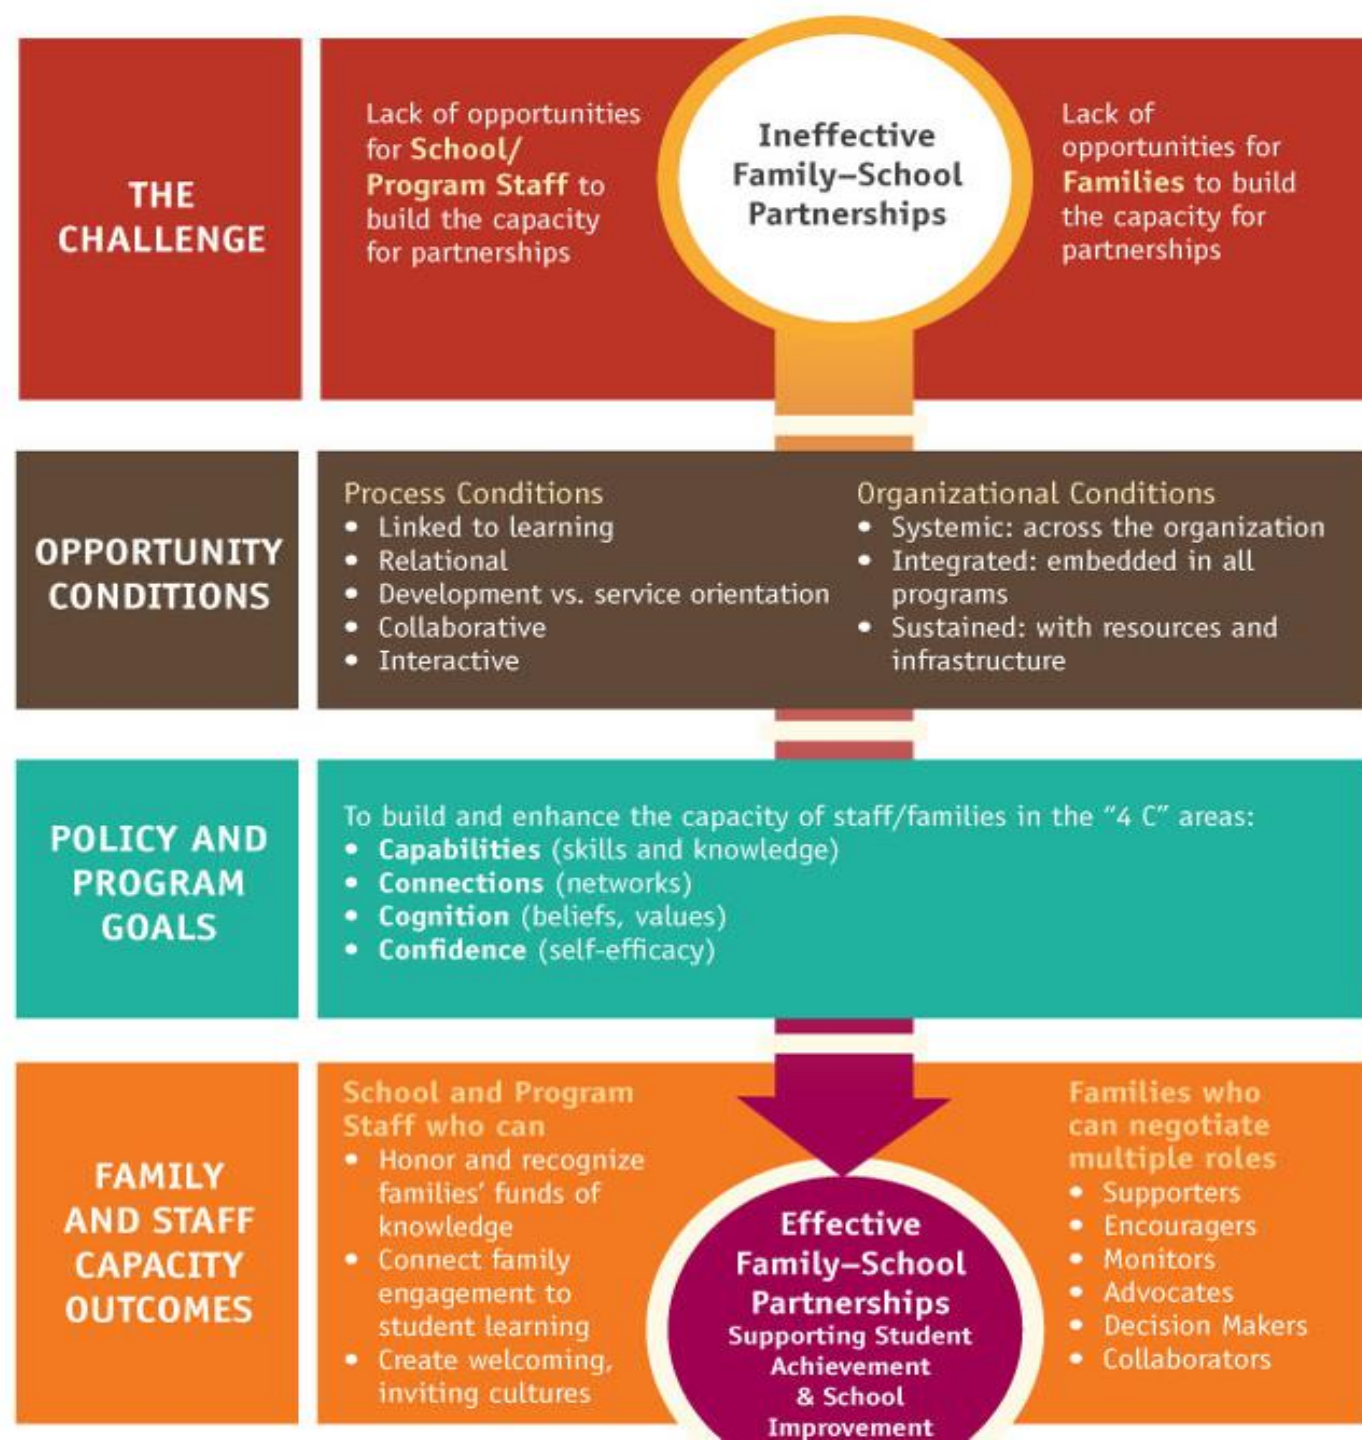 THE
CHALLENGE
Lack of opportunities
for School/
Program Staff to
build the capacity
for partnerships
Ineffective
Family–School
Partnerships
Lack of
opportunities for
Families to build
the capacity for
partnerships
OPPORTUNITY
CONDITIONS
Process Conditions
• Linked to learning
• Relational
• Development vs. service orientation
• Collaborative
• Interactive
Organizational Conditions
• Systemic: across the organization
• Integrated: embedded in all
programs
• Sustained: with resources and
infrastructure
POLICY AND
PROGRAM
GOALS
To build and enhance the capacity of staff/families in the “4 C” areas:
• Capabilities (skills and knowledge)
• Connections (networks)
• Cognition (beliefs, values)
• Confidence (self-efficacy)
FAMILY
AND STAFF
CAPACITY
OUTCOMES
School and Program
Staff who can
• Honor and recognize
families’ funds of
knowledge
• Connect family
engagement to
student learning
• Create welcoming,
inviting cultures
Effective
Family–School
Partnerships
Supporting Student
Achievement
& School
Improvement
Families who
can negotiate
multiple roles
• Supporters
• Encouragers
• Monitors
• Advocates
• Decision Makers
• Collaborators